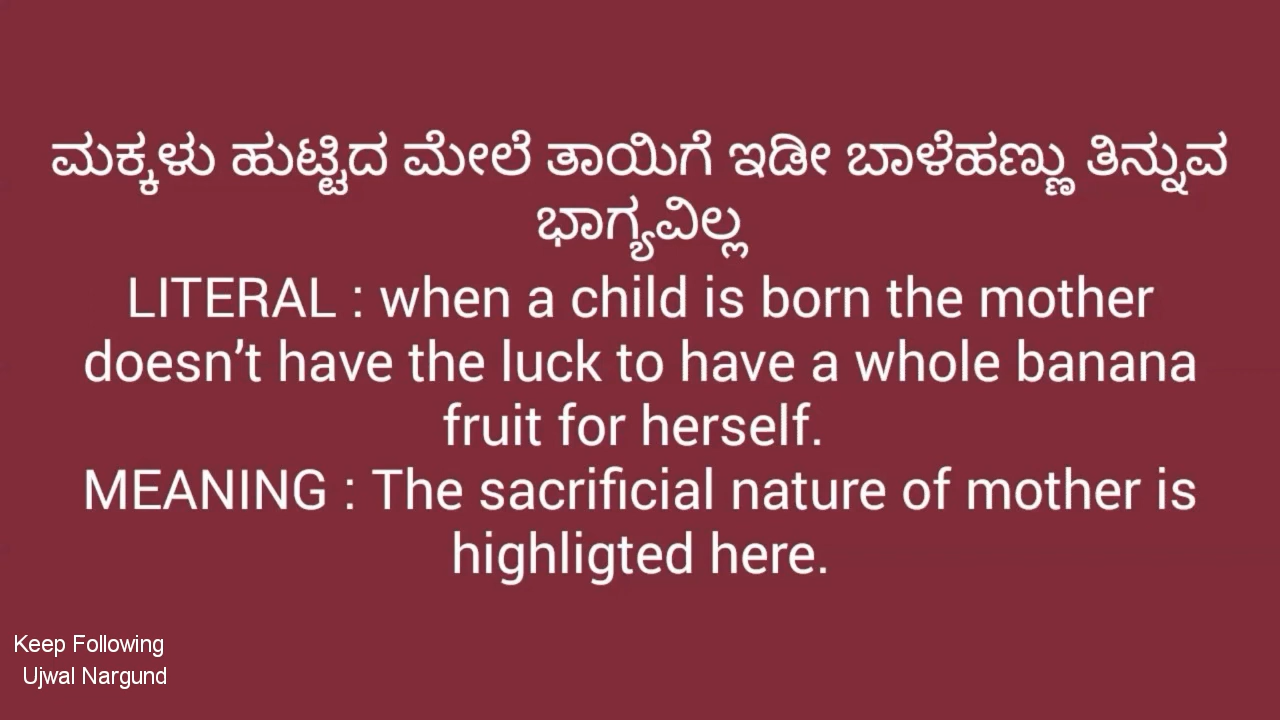 ಮಕ್ಕಳು ಹುಟ್ಟಿದ ಮೇಲೆ ತಾಯಿಗೆ ಇಡೀ ಬಾಳೆಹಣ್ಣು ತಿನ್ನುವ
ಭಾಗ್ಯವಿಲ್ಲ
LITERAL : when a child is born the mother
doesn’t have the luck to have a whole banana
fruit for herself.
MEANING : The sacrificial nature of mother is
highligted here.
Keep Following
Ujwal Nargund